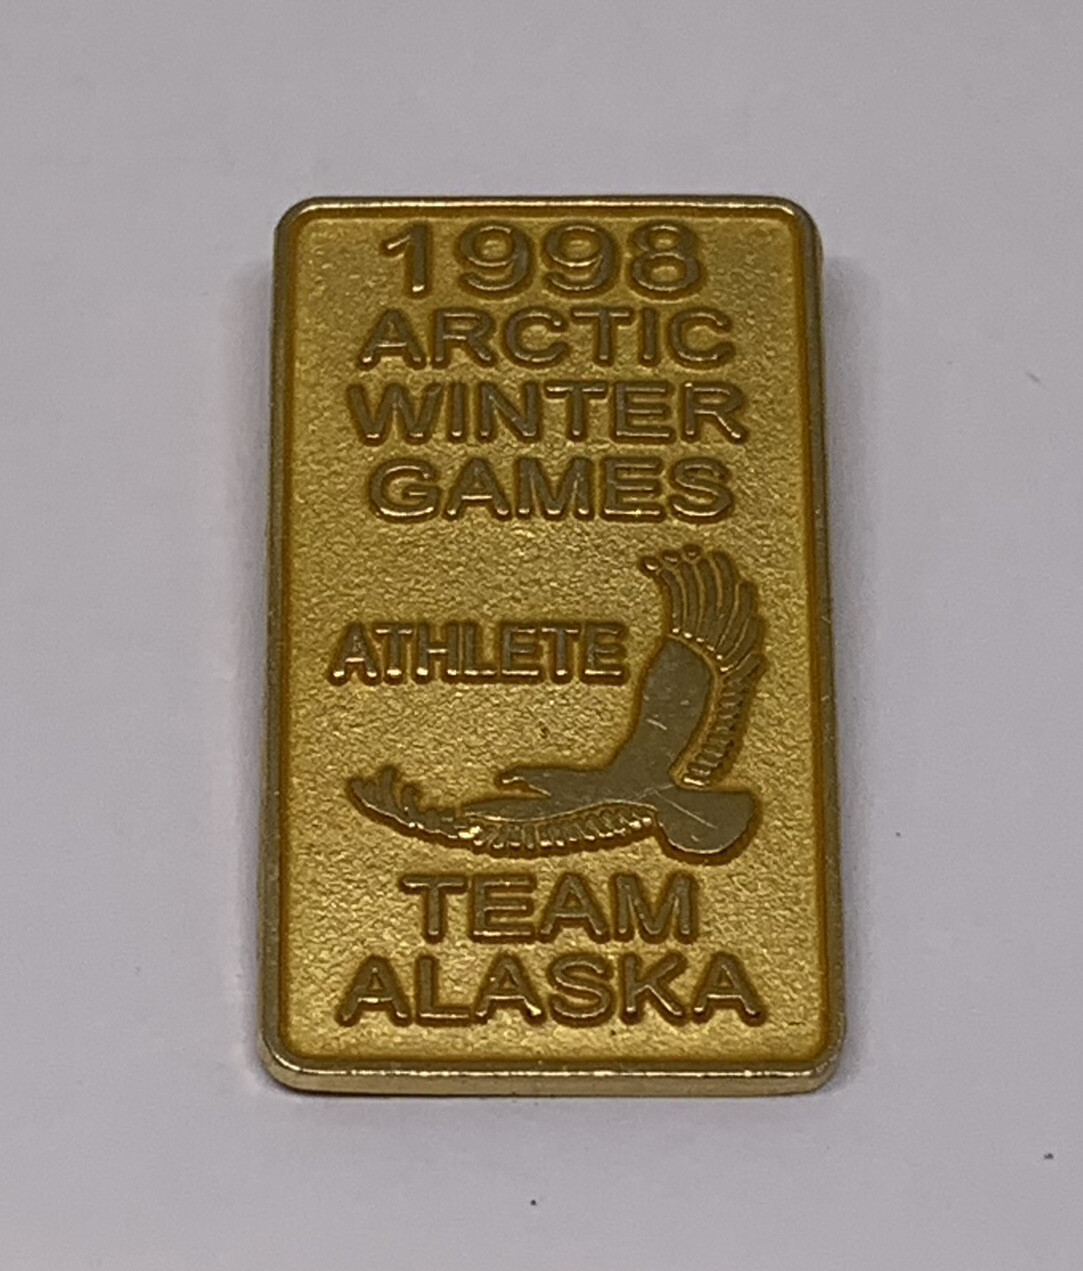 1998
ARCTIC
WINTER
GAMES
ATHLETE
TEAM
ALASKA